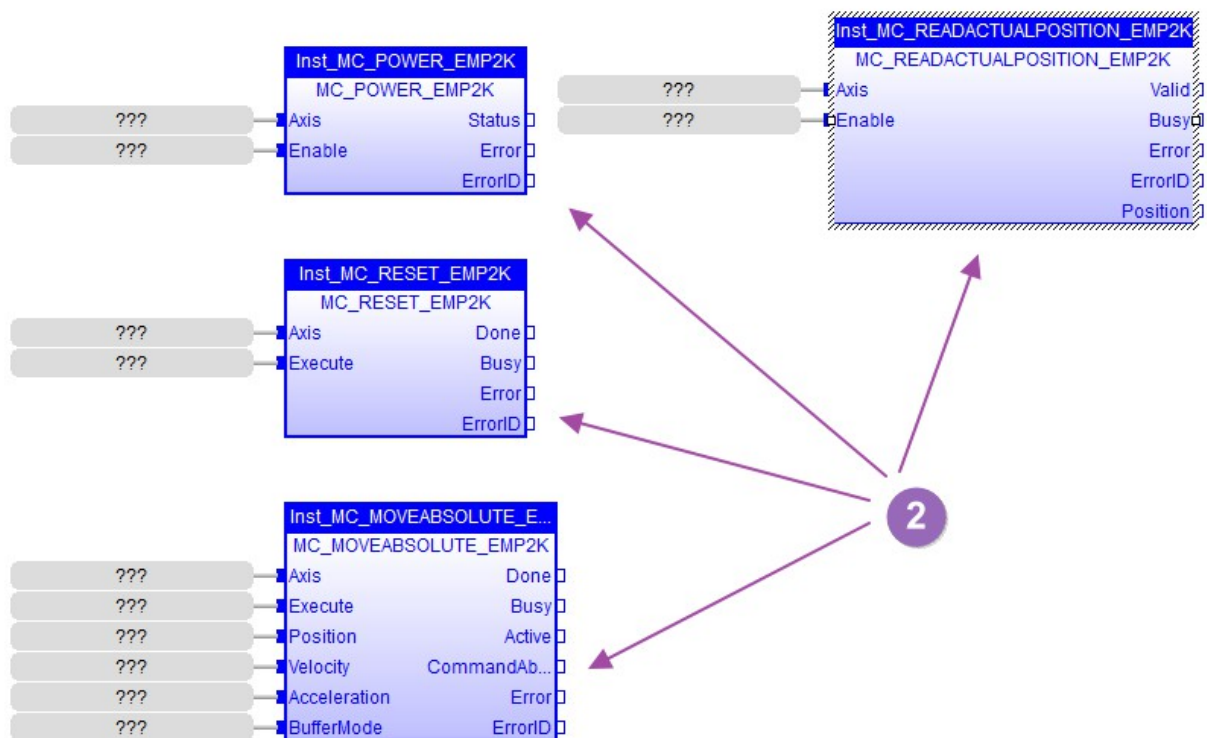 Inst_MC_POWER_EMP2K
MC_POWER_EMP2K
??? Axis Status
??? Enable Error
ErrorID
Inst_MC_READACTUALPOSITION_EMP2K
MC_READACTUALPOSITION_EMP2K
??? Axis Valid
??? Enable Busy
Error
ErrorID
Position
Inst_MC_RESET_EMP2K
MC_RESET_EMP2K
??? Axis Done
??? Execute Busy
Error
ErrorID
2
Inst_MC_MOVEABSOLUTE_E...
MC_MOVEABSOLUTE_EMP2K
??? Axis Done
??? Execute Busy
??? Position Active
??? Velocity CommandAb...
??? Acceleration Error
??? BufferMode ErrorID